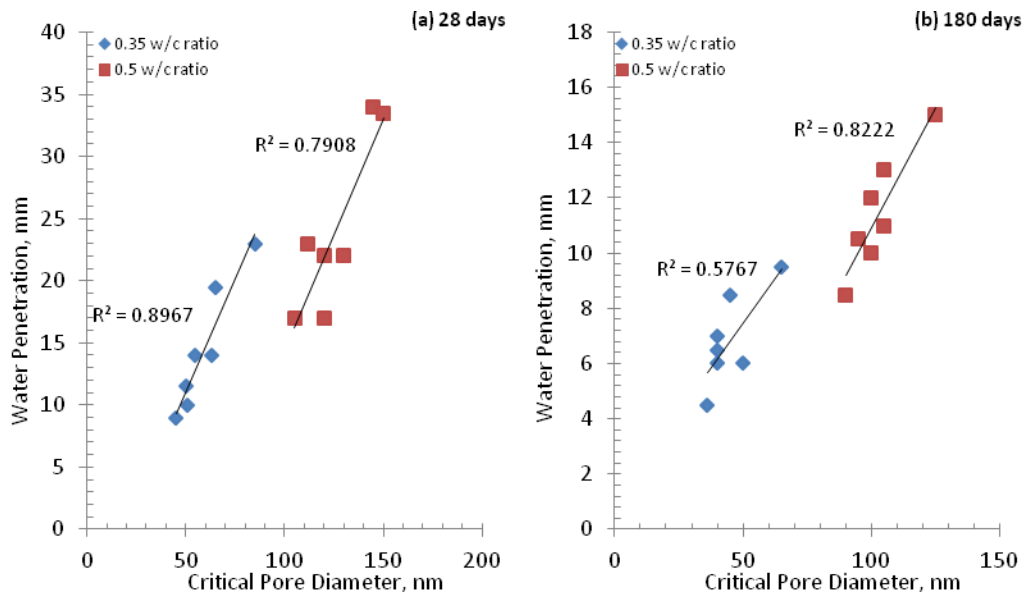 (a) 28 days
40
35
30
25
20
15
10
5
0
0.35 w/c ratio
0.5 w/c ratio
R² = 0.7908
R² = 0.8967
Water Penetration, mm
0 50 100 150 200
Critical Pore Diameter, nm
(b) 180 days
18
16
14
12
10
8
6
4
2
0
0.35 w/c ratio
0.5 w/c ratio
R² = 0.8222
R² = 0.5767
Water Penetration, mm
0 50 100 150
Critical Pore Diameter, nm